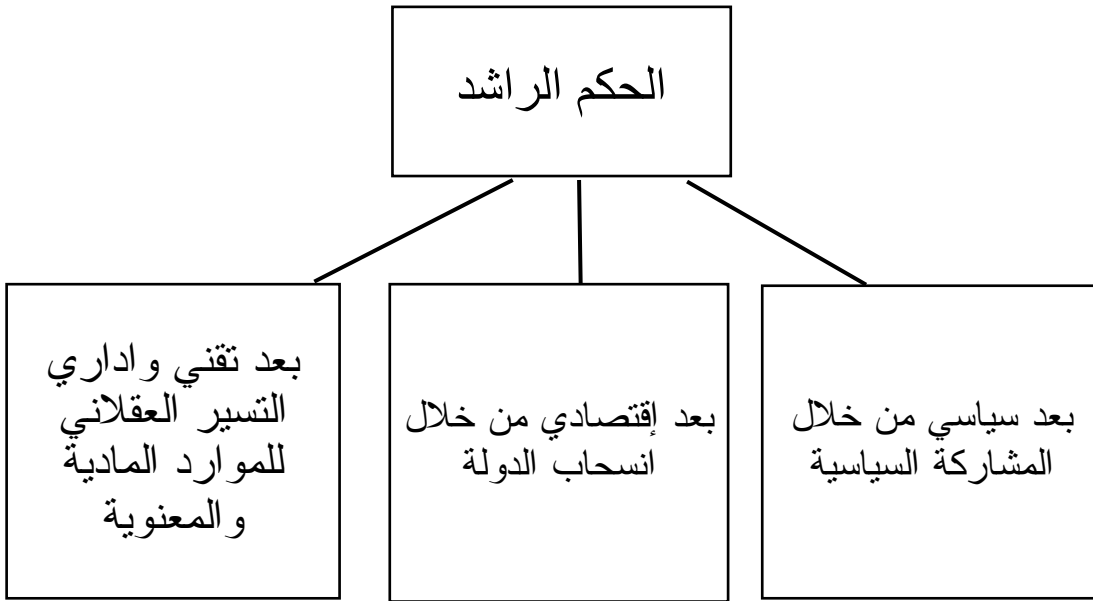 الحكم الراشد
بعد سياسي من خلال
المشاركة السياسية
بعد إقتصادي من خلال
انسحاب الدولة
بعد تقني واداري
التسير العقلاني
للموارد المادية
والمعنوية